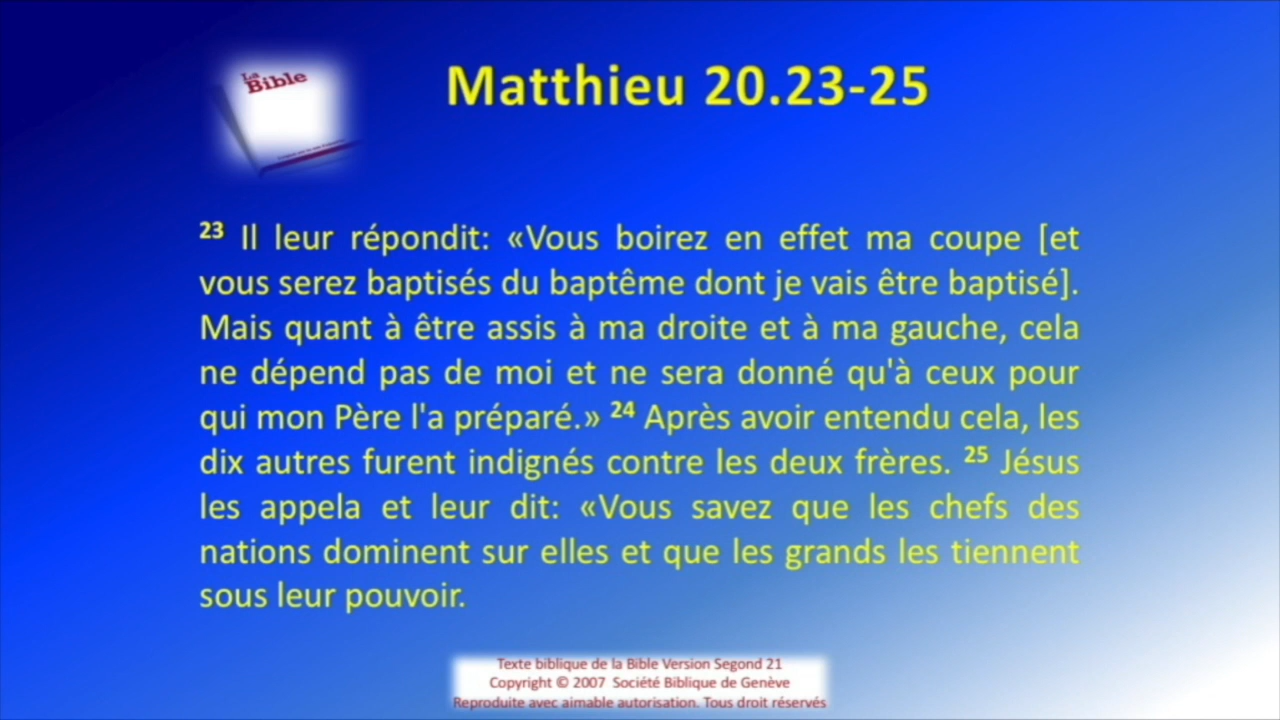 La
Bible
Matthieu 20.23-25
23 Il leur répondit: «Vous boirez en effet ma coupe [et
vous serez baptisés du baptême dont je vais être baptisé].
Mais quant à être assis à ma droite et à ma gauche, cela
ne dépend pas de moi et ne sera donné qu'à ceux pour
qui mon Père l'a préparé.» 24 Après avoir entendu cela, les
dix autres furent indignés contre les deux frères. 25 Jésus
les appela et leur dit: «Vous savez que les chefs des
nations dominent sur elles et que les grands les tiennent
sous leur pouvoir.
Texte biblique de la Bible Version Segond 21
Copyright © 2007 Société Biblique de Genève
Reproduite avec aimable autorisation. Tous droit réservés